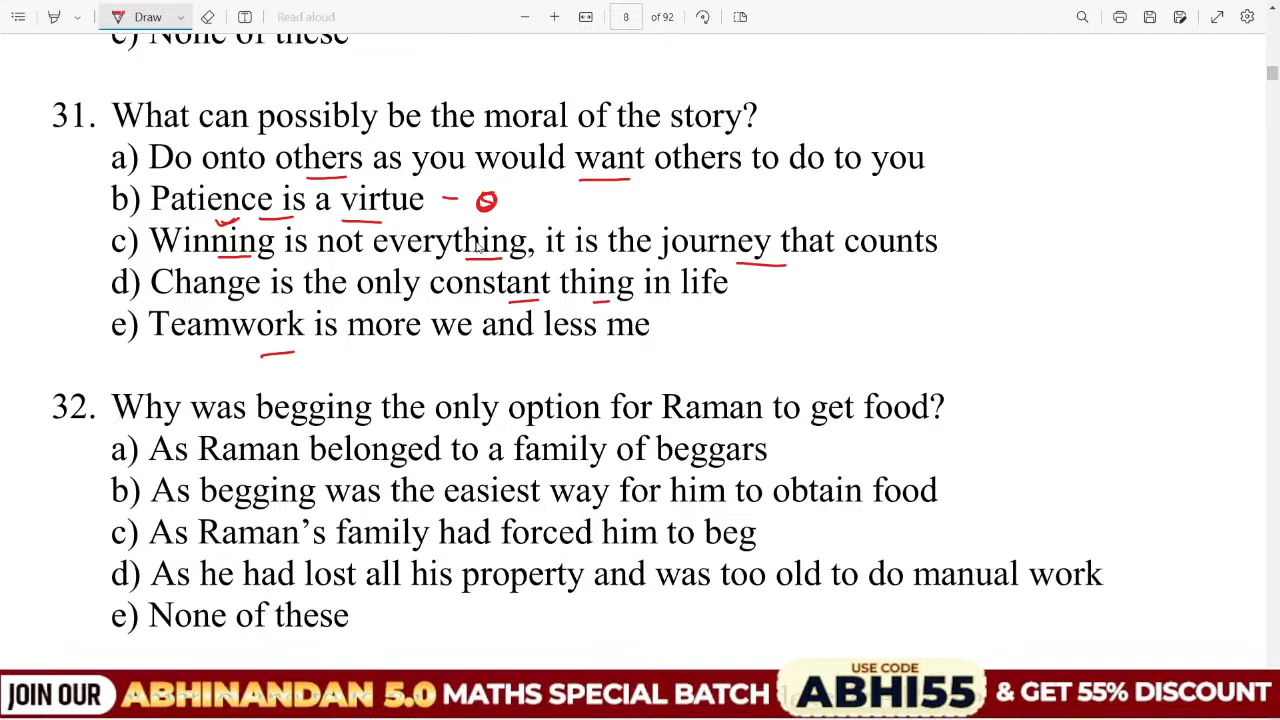 Draw
Read aloud
8
of 92
c) None of these
31. What can possibly be the moral of the story?
a) Do onto others as you would want others to do to you
b) Patience is a virtue
c) Winning is not everything, it is the journey that counts
d) Change is the only constant thing in life
e) Teamwork is more we and less me
32. Why was begging the only option for Raman to get food?
a) As Raman belonged to a family of beggars
b) As begging was the easiest way for him to obtain food
c) As Raman's family had forced him to beg
d) As he had lost all his property and was too old to do manual work
e) None of these
JOIN OUR ABHINANDAN 5.0 MATHS SPECIAL BATCH USE CODE ABHI55 & GET 55% DISCOUNT